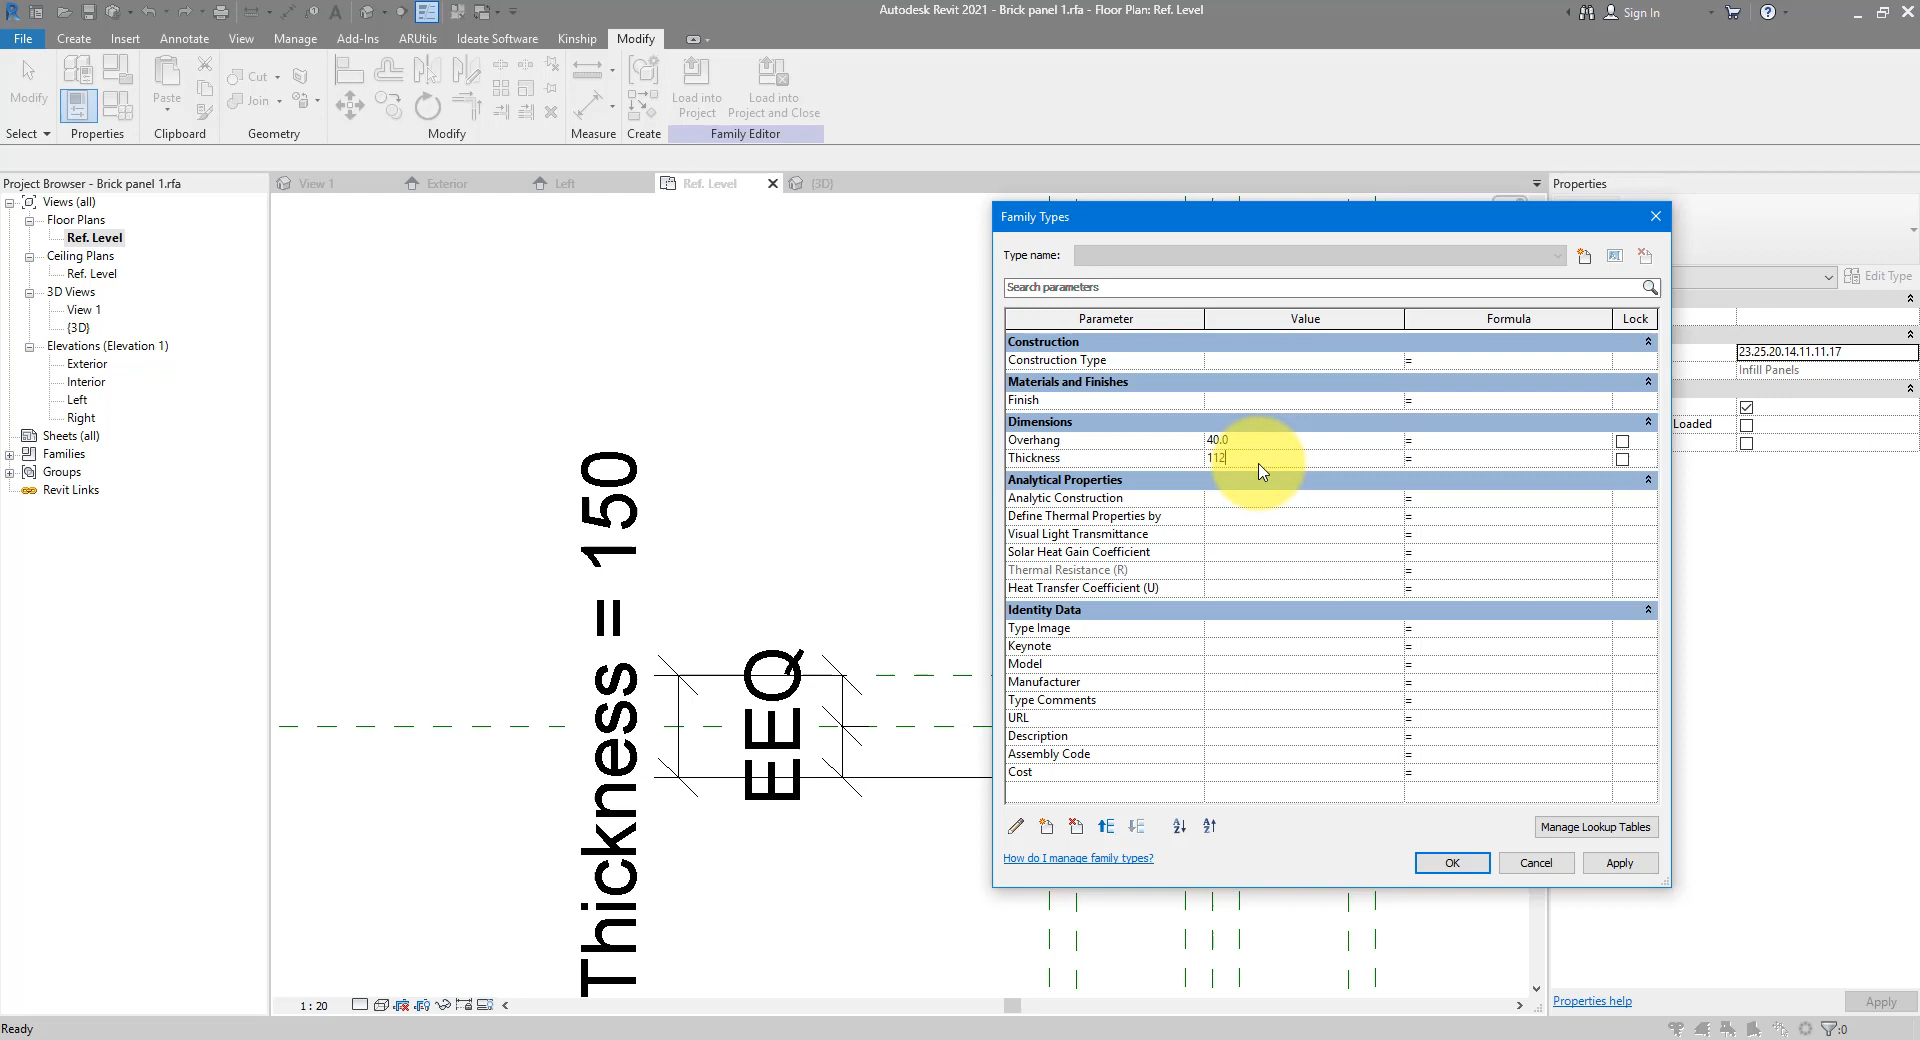 Autodesk Revit 2021 - Brick panel 1.rfa - Floor Plan: Ref. Level
Sign In
File Create Insert Annotate View Manage Add-Ins ARUtils Ideate Software Kinship Modify
Modify
Paste
Cut
Join
Load into Project
Load into Project and Close
Select Properties Clipboard Geometry Modify Measure Create Family Editor
Project Browser - Brick panel 1.rfa
Views (all)
Floor Plans
Ref. Level
Ceiling Plans
Ref. Level
3D Views
View 1
{3D}
Elevations (Elevation 1)
Exterior
Interior
Left
Right
Sheets (all)
Families
Groups
Revit Links
View 1 Exterior Left Ref. Level {3D}
Thickness = 150
EEQ
Family Types
Type name:
Search parameters
Parameter Value Formula Lock
Construction
Construction Type =
Materials and Finishes
Finish =
Dimensions
Overhang 40.0 =
Thickness 112 =
Analytical Properties
Analytic Construction =
Define Thermal Properties by =
Visual Light Transmittance =
Solar Heat Gain Coefficient =
Thermal Resistance (R) =
Heat Transfer Coefficient (U) =
Identity Data
Type Image =
Keynote =
Model =
Manufacturer =
Type Comments =
URL =
Description =
Assembly Code =
Cost =
Manage Lookup Tables
How do I manage family types?
OK Cancel Apply
Properties
Edit Type
23.25.20.14.11.11.17
Infill Panels
Loaded
Properties help
Apply
1 : 20
Ready
:0